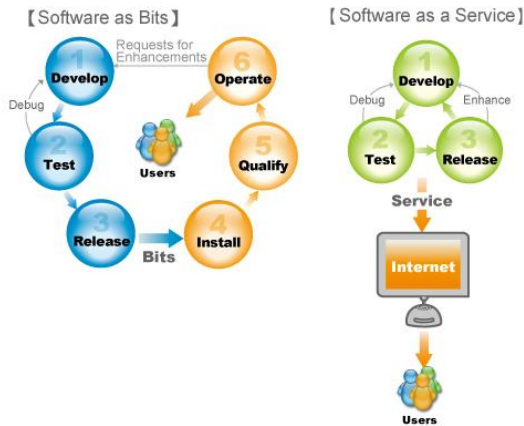 【Software as Bits】
Requests for
Enhancements
1
Develop
6
Operate
Debug
2
Test
Users
5
Qualify
3
Release
Bits
4
Install
【Software as a Service】
1
Develop
Debug
Enhance
2
Test
3
Release
Service
Internet
Users